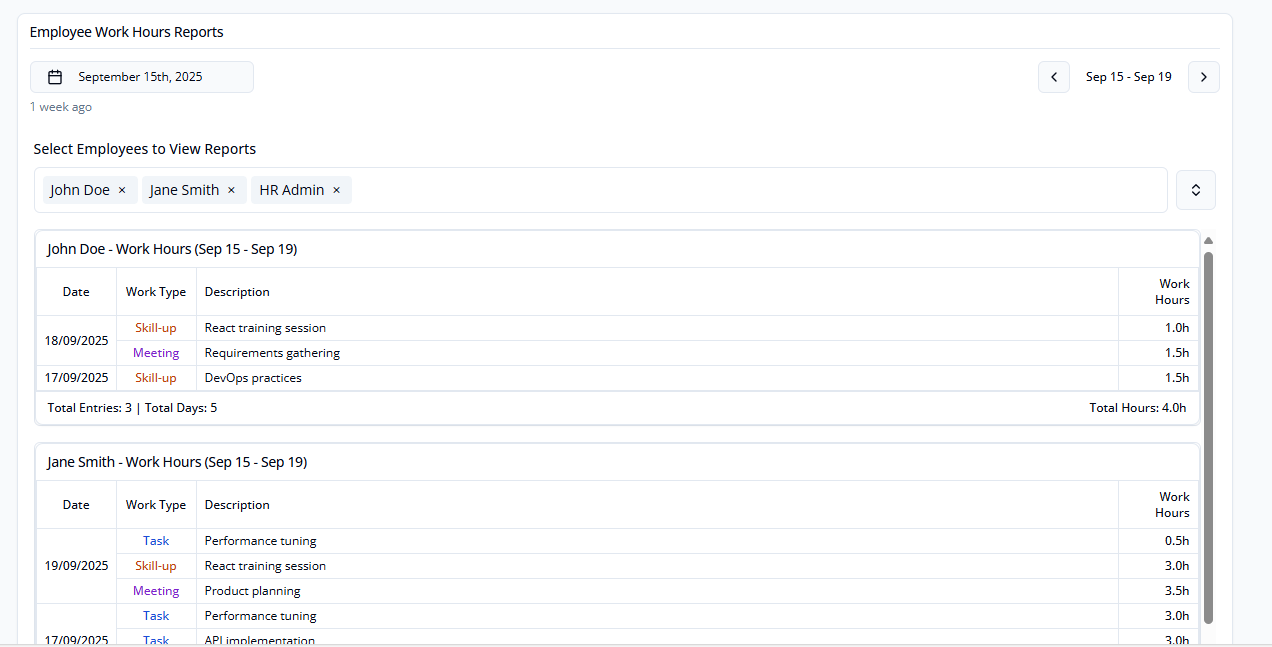 Employee Work Hours Reports
September 15th, 2025
Sep 15 - Sep 19
1 week ago
Select Employees to View Reports
John Doe × Jane Smith × HR Admin ×
John Doe - Work Hours (Sep 15 - Sep 19)
Date Work Type Description Work Hours
18/09/2025 Skill-up React training session 1.0h
Meeting Requirements gathering 1.5h
17/09/2025 Skill-up DevOps practices 1.5h
Total Entries: 3 | Total Days: 5 Total Hours: 4.0h
Jane Smith - Work Hours (Sep 15 - Sep 19)
Date Work Type Description Work Hours
19/09/2025 Task Performance tuning 0.5h
Skill-up React training session 3.0h
Meeting Product planning 3.5h
Task Performance tuning 3.0h
17/09/2025 Task API implementation 3.0h